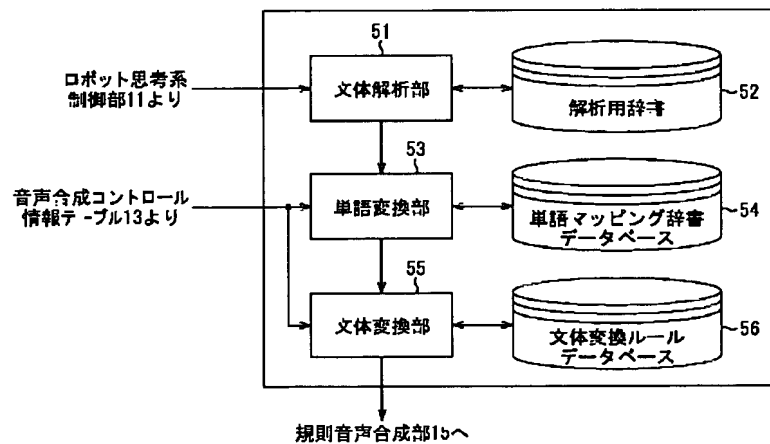 51
ロボット思考系
制御部11より
文体解析部
解析用辞書
52
53
音声合成コントロール
情報テーブル13より
単語変換部
単語マッピング辞書
データベース
54
55
文体変換部
文体変換ルール
データベース
56
規則音声合成部15へ